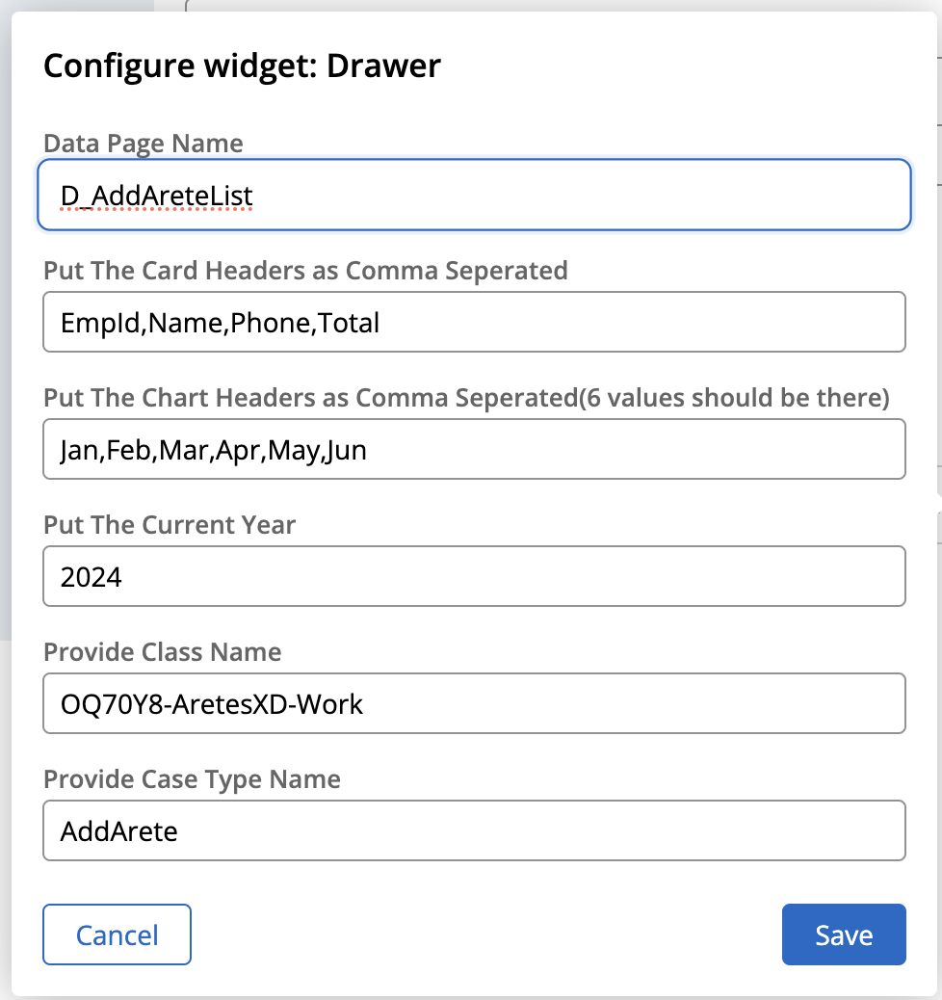 Configure widget: Drawer
Data Page Name
D_AddAreteList
Put The Card Headers as Comma Seperated
EmpId,Name,Phone,Total
Put The Chart Headers as Comma Seperated(6 values should be there)
Jan,Feb,Mar,Apr,May,Jun
Put The Current Year
2024
Provide Class Name
OQ70Y8-AretesXD-Work
Provide Case Type Name
AddArete
Cancel
Save